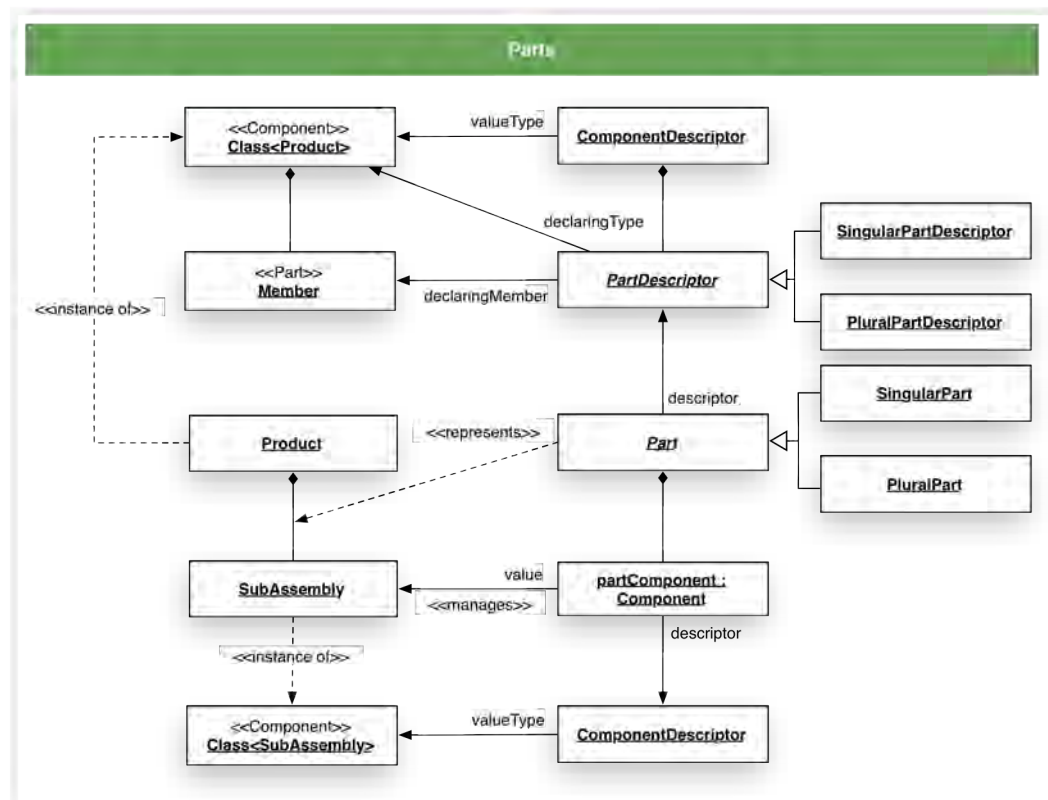 Parts
<<Component>>
Class<Product>
valueType
ComponentDescriptor
declaringType
SingularPartDescriptor
<<Part>>
Member
declaringMember
PartDescriptor
<<instance of>>
PluralPartDescriptor
descriptor
SingularPart
Product
<<represents>>
Part
PluralPart
SubAssembly
value
<<manages>>
partComponent :
Component
descriptor
<<instance of>>
<<Component>>
Class<SubAssembly>
valueType
ComponentDescriptor